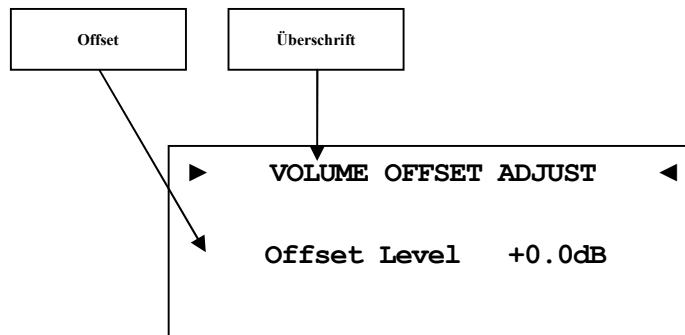 Offset
Überschrift
► VOLUME OFFSET ADJUST ◄
Offset Level +0.0dB